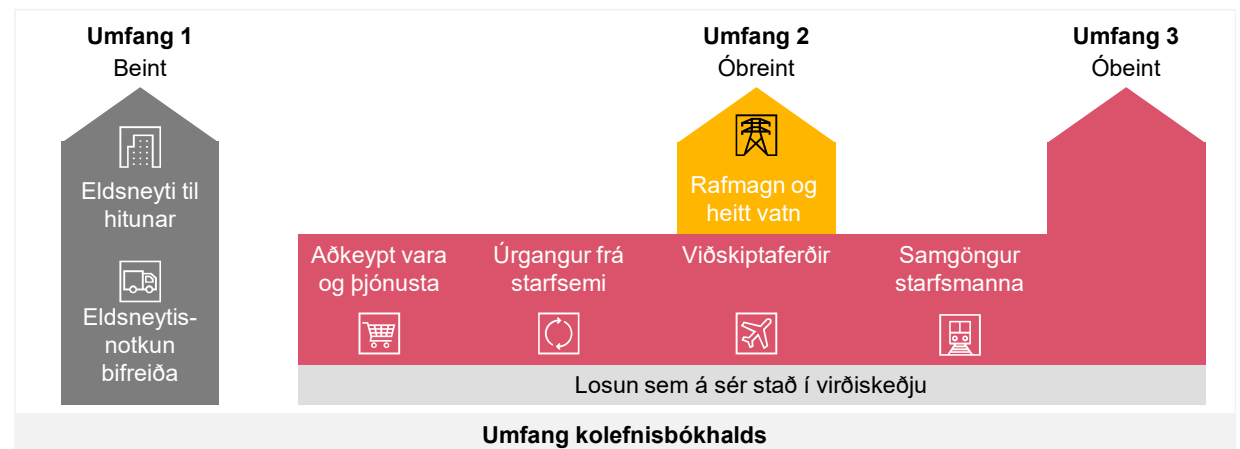 Umfang 1
Beint
Eldsneyti til
hitunar
Eldsneytis-
notkun
bifreiða
Umfang 2
Óbreint
Rafmagn og
heitt vatn
Umfang 3
Óbeint
Aðkeypt vara
og þjónusta
Úrgangur frá
starfsemi
Viðskiptaferðir
Samgöngur
starfsmanna
Losun sem á sér stað í virðiskeðju
Umfang kolefnisbókhalds